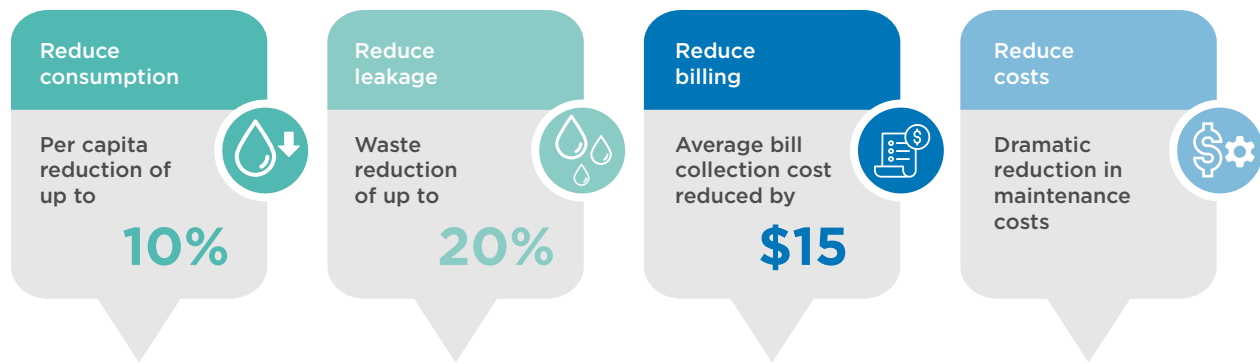 Reduce
consumption
Per capita
reduction of
up to
10%
Reduce
leakage
Waste
reduction
of up to
20%
Reduce
billing
Average bill
collection cost
reduced by
$15
$
Reduce
costs
Dramatic
reduction in
maintenance
costs
$